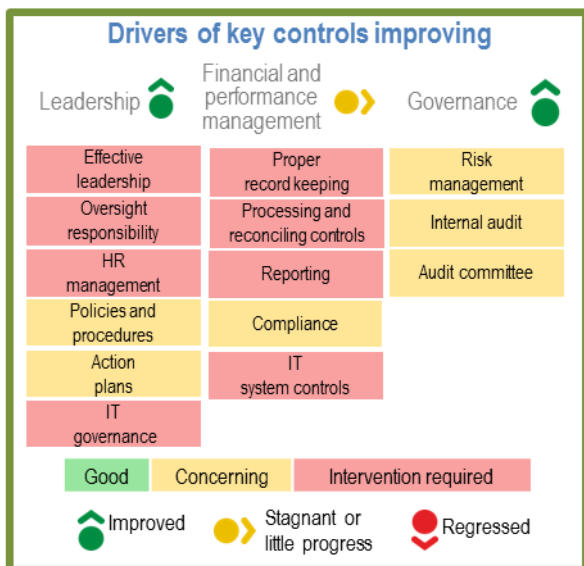 Drivers of key controls improving
Leadership
Financial and
performance
management
Governance
Effective
leadership
Oversight
responsibility
HR
management
Policies and
procedures
Action
plans
IT
governance
Proper
record keeping
Processing and
reconciling controls
Reporting
Compliance
IT
system controls
Risk
management
Internal audit
Audit committee
Good
Concerning
Intervention required
Improved
Stagnant or
little progress
Regressed